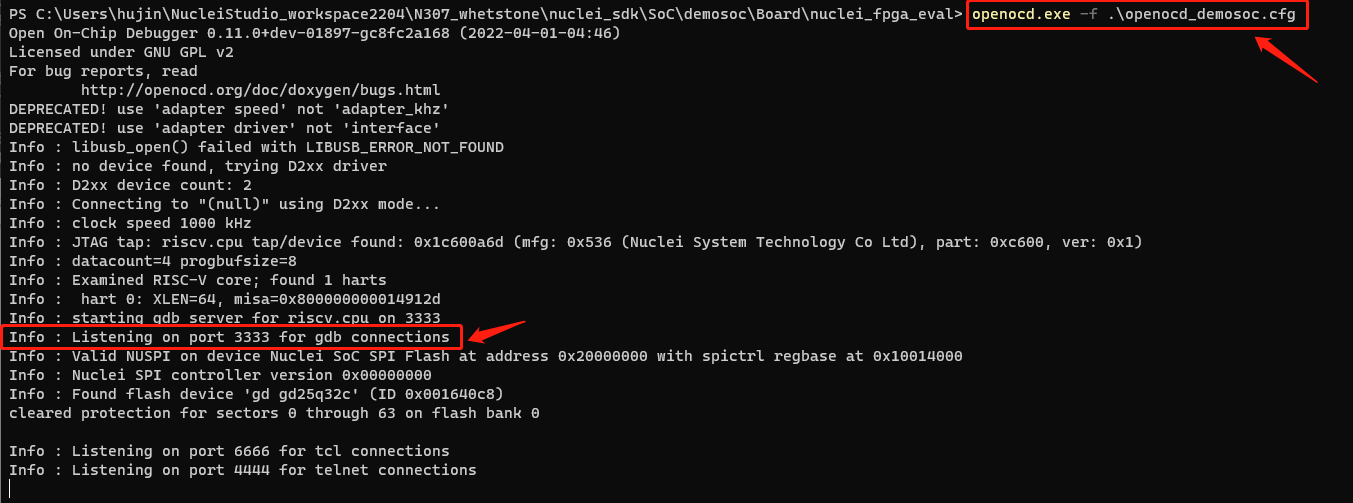 PS C:\Users\hujin\NucleiStudio_workspace2204\N307_whetstone\nuclei_sdk\SoC\demosoc\Board\nuclei_fpga_eval> openocd.exe -f .\openocd_demosoc.cfg
Open On-Chip Debugger 0.11.0+dev-01897-gc8fc2a168 (2022-04-01-04:46)
Licensed under GNU GPL v2
For bug reports, read
        http://openocd.org/doc/doxygen/bugs.html
DEPRECATED! use 'adapter speed' not 'adapter_khz'
DEPRECATED! use 'adapter driver' not 'interface'
Info : libusb_open() failed with LIBUSB_ERROR_NOT_FOUND
Info : no device found, trying D2xx driver
Info : D2xx device count: 2
Info : Connecting to "(null)" using D2xx mode...
Info : clock speed 1000 kHz
Info : JTAG tap: riscv.cpu tap/device found: 0x1c600a6d (mfg: 0x536 (Nuclei System Technology Co Ltd), part: 0xc600, ver: 0x1)
Info : datacount=4 progbufsize=8
Info : Examined RISC-V core; found 1 harts
Info :  hart 0: XLEN=64, misa=0x800000000014912d
Info : starting gdb server for riscv.cpu on 3333
Info : Listening on port 3333 for gdb connections
Info : Valid NUSPI on device Nuclei SoC SPI Flash at address 0x20000000 with spictrl regbase at 0x10014000
Info : Nuclei SPI controller version 0x00000000
Info : Found flash device 'gd gd25q32c' (ID 0x001640c8)
cleared protection for sectors 0 through 63 on flash bank 0
Info : Listening on port 6666 for tcl connections
Info : Listening on port 4444 for telnet connections